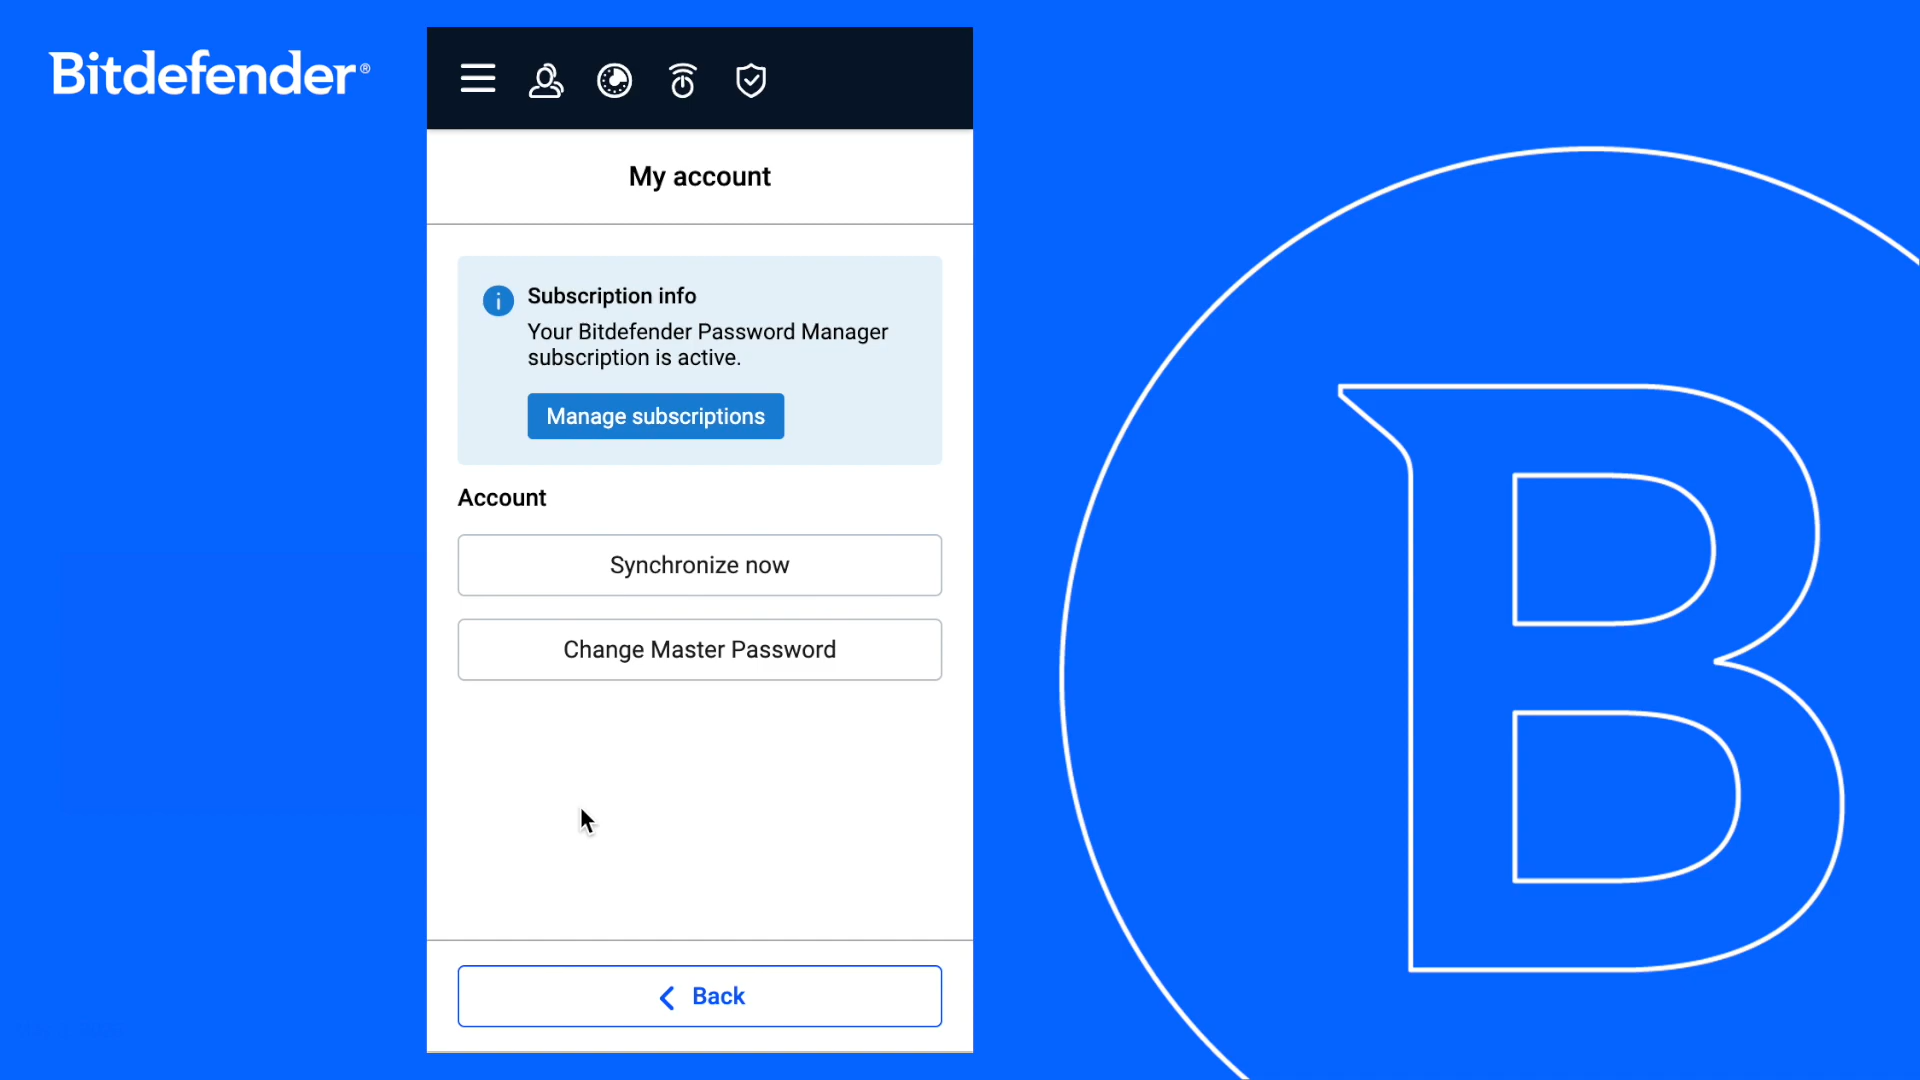 Bitdefender®
My account
Subscription info
Your Bitdefender Password Manager
subscription is active.
Manage subscriptions
Account
Synchronize now
Change Master Password
Back
B